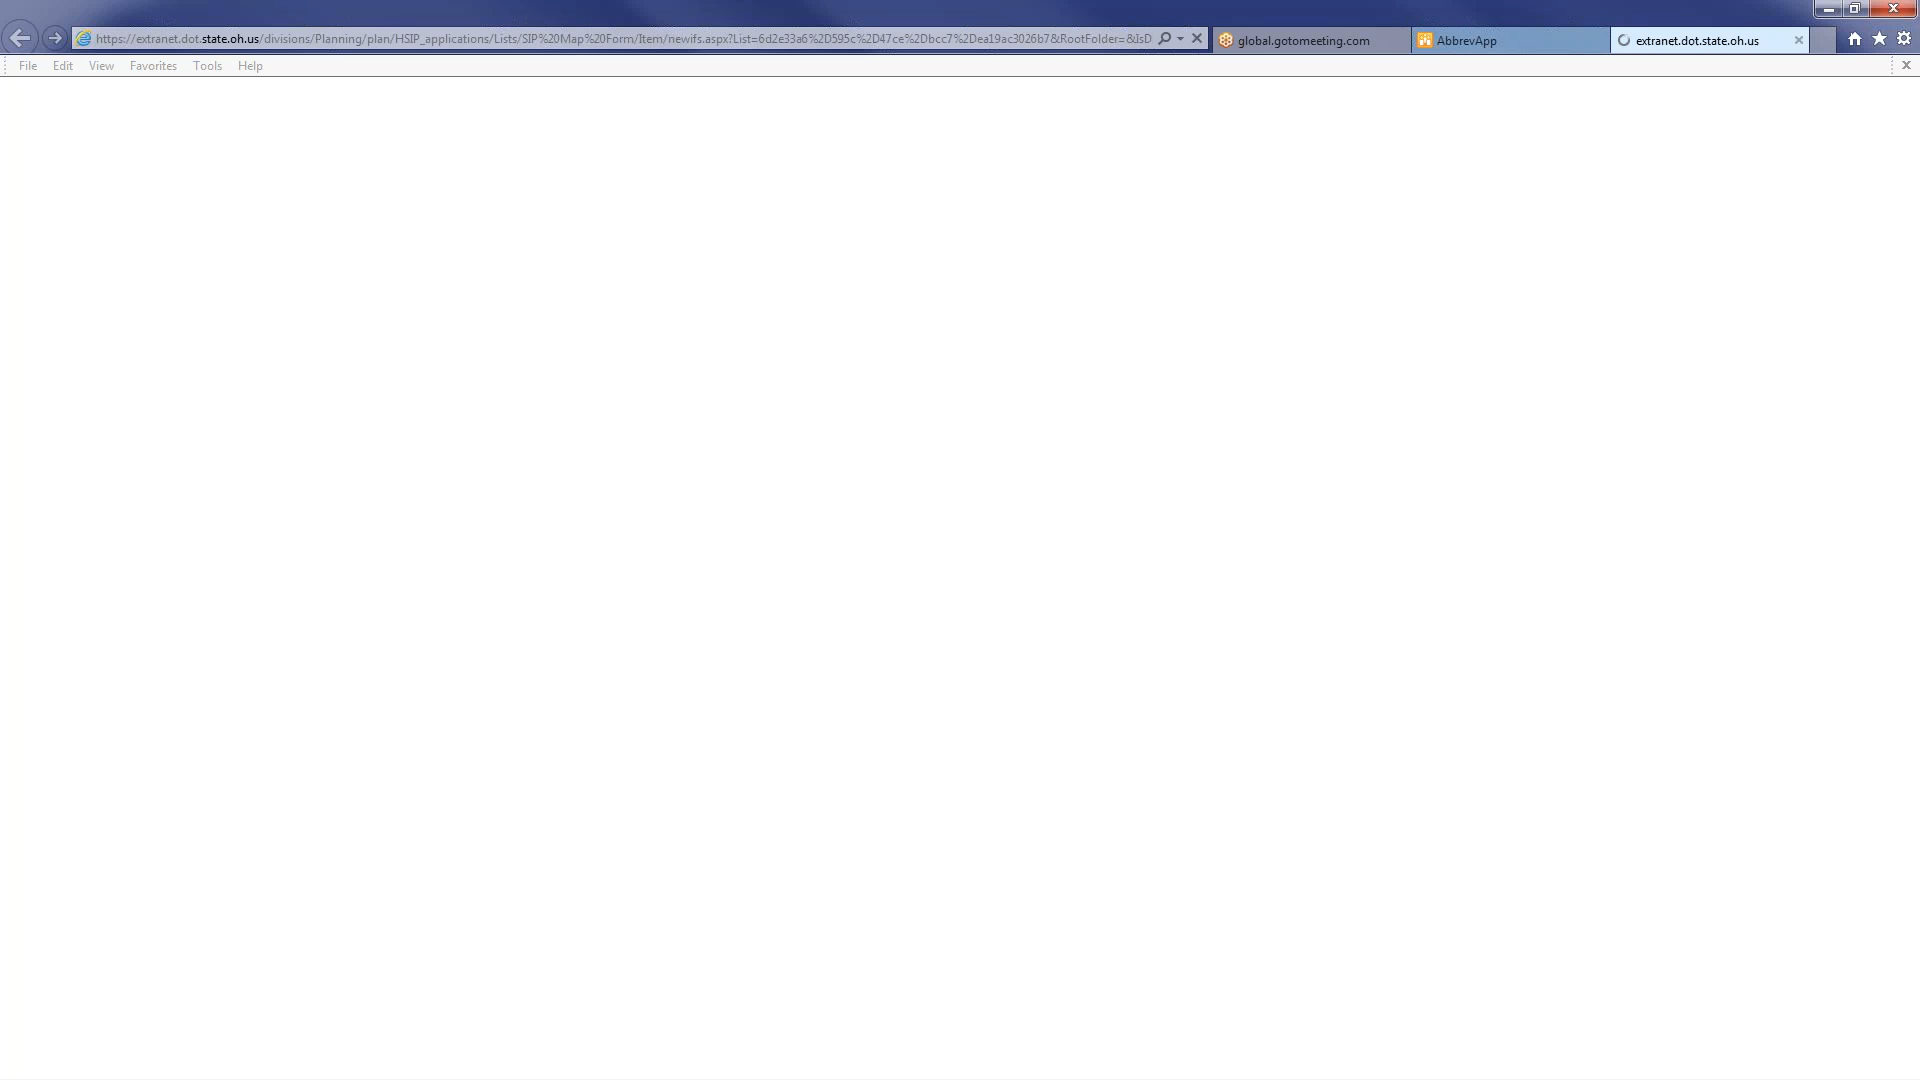 https://extranet.dot.state.oh.us/divisions/Planning/plan/HSIP_applications/Lists/SIP%20Map%20Form/Item/newifs.aspx?List=6d2e33a6%2D595c%2D47ce%2Dbcc7%2Dea19ac3026b7&RootFolder=&IsD
global.gotomeeting.com
AbbrevApp
extranet.dot.state.oh.us
File Edit View Favorites Tools Help